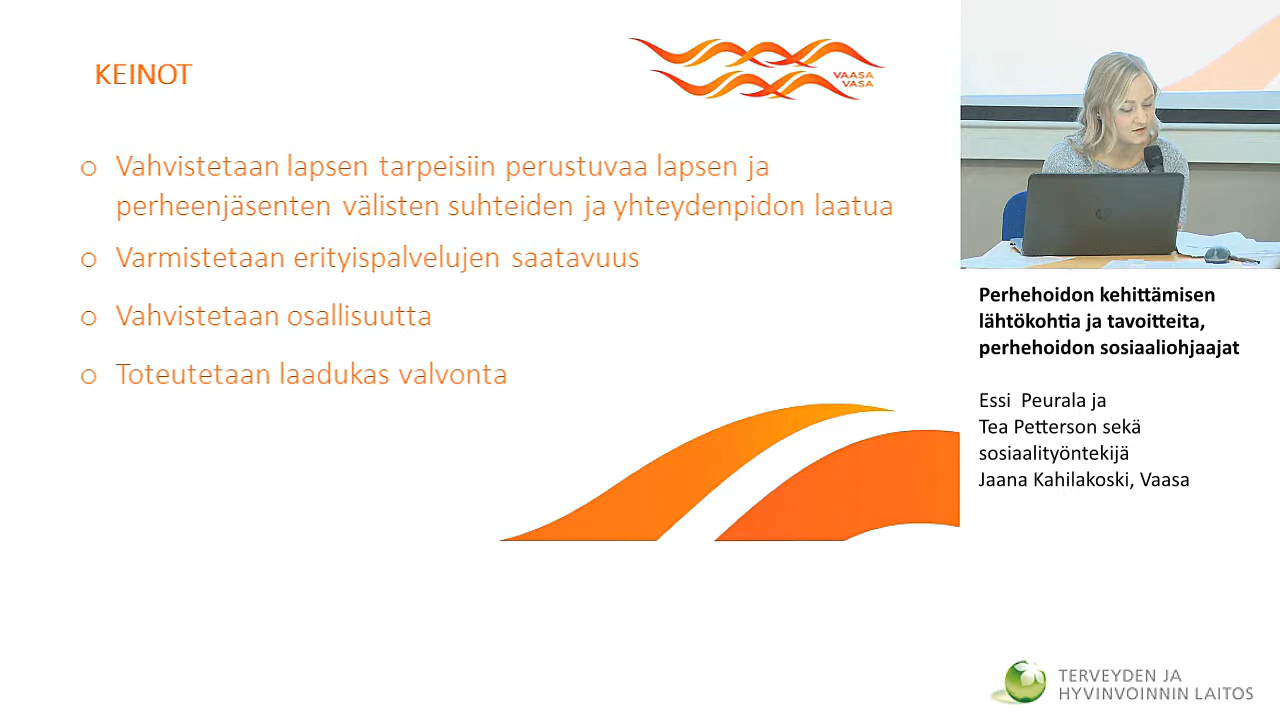 KEINOT
VAASA
VASA
o Vahvistetaan lapsen tarpeisiin perustuvaa lapsen ja
perheenjäsenten välisten suhteiden ja yhteydenpidon laatua
o Varmistetaan erityispalvelujen saatavuus
o Vahvistetaan osallisuutta
o Toteutetaan laadukas valvonta
Perhehoidon kehittämisen
lähtökohtia ja tavoitteita,
perhehoidon sosiaaliohjaajat
Essi Peurala ja
Tea Petterson sekä
sosiaalityöntekijä
Jaana Kahilakoski, Vaasa
TERVEYDEN JA
HYVINVOINNIN LAITOS